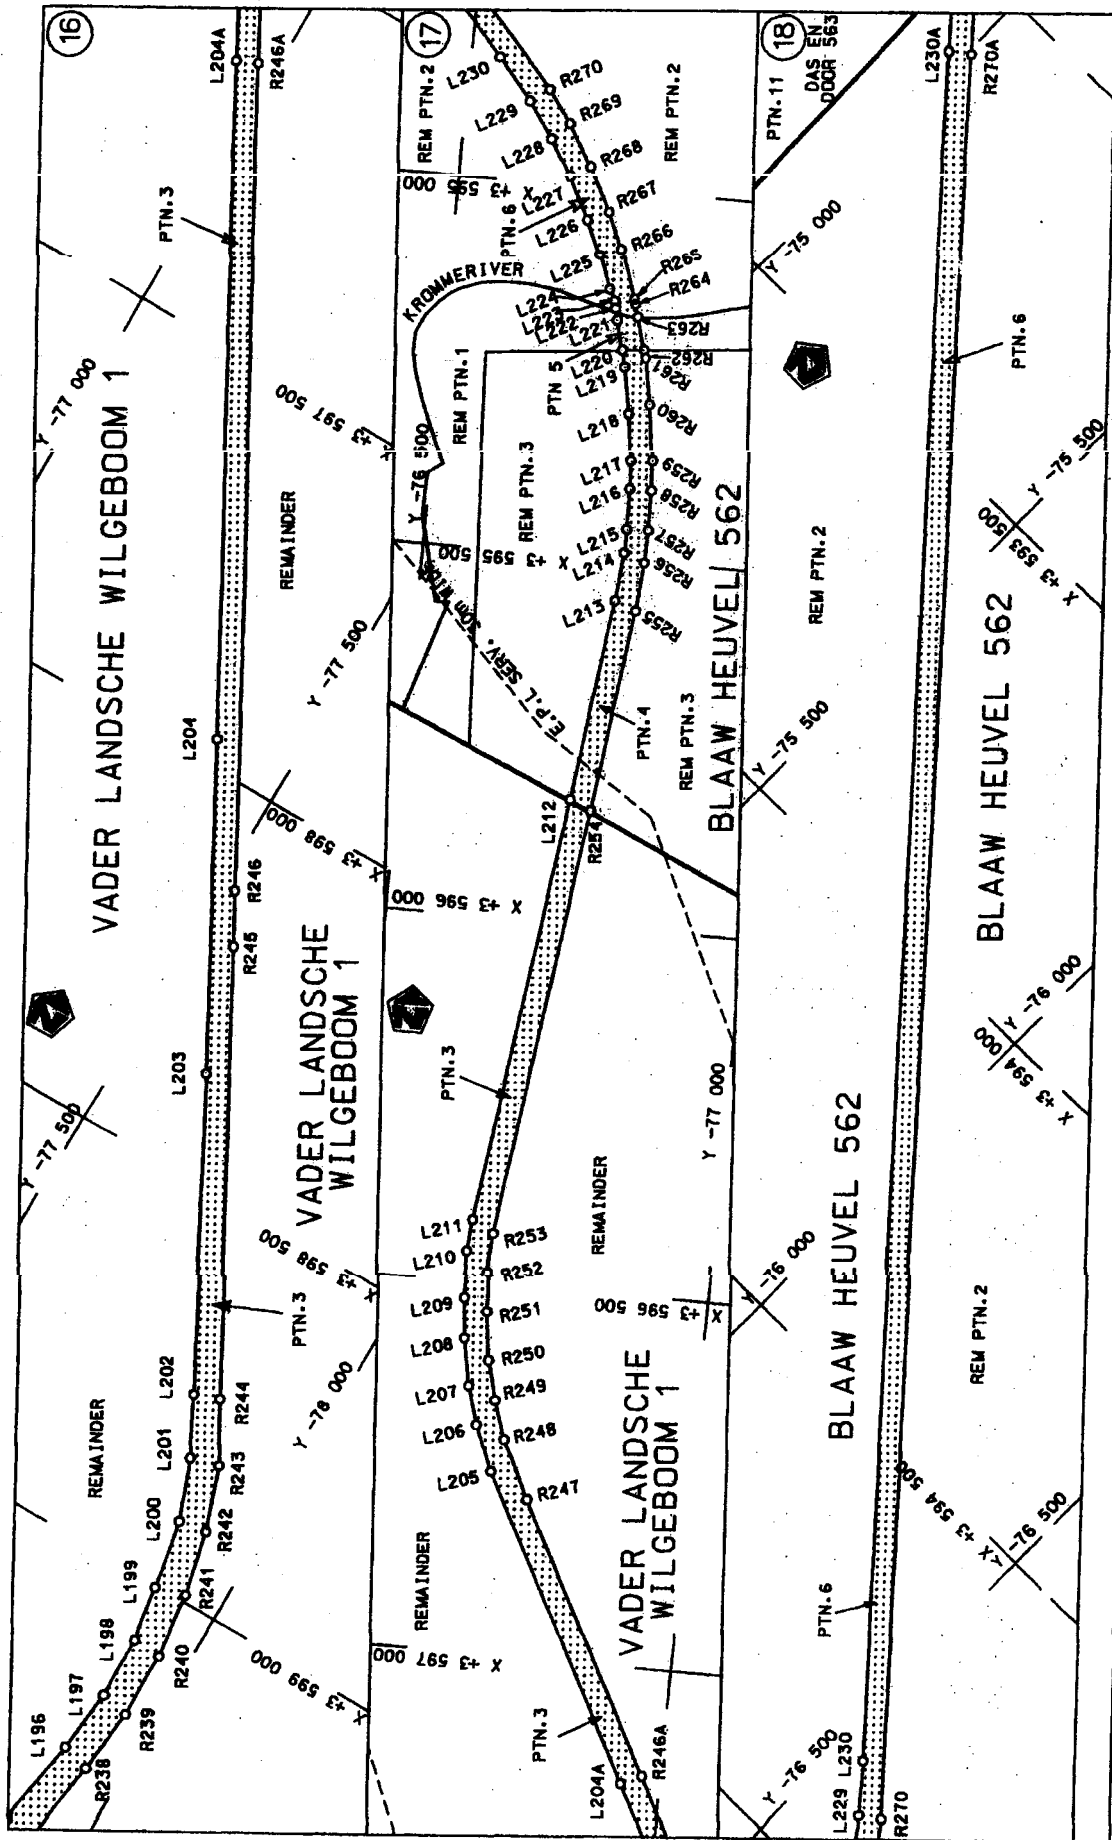 16
VADER LANDSCHE WILGEBOOM 1
REMAINDER
L196
L197
L198
L199
L200
L201
L202
L203
L204
L204A
R238
R239
R240
R241
R242
R243
R244
R245
R246
R246A
PTN.3
PTN.3
REMAINDER
VADER LANDSCHE
WILGEBOOM 1
Y -77 500
Y -77 000
X +3 599 000
X +3 598 500
X +3 598 000
X +3 597 500
17
Y -78 000
Y -77 500
Y -76 500
Y -77 000
X +3 597 000
X +3 596 500
X +3 596 000
X +3 595 500
X +3 595 000
REMAINDER
REMAINDER
PTN.3
PTN.3
VADER LANDSCHE
WILGEBOOM 1
L204A
L205
L206
L207
L208
L209
L210
L211
L212
L213
L214
L215
L216
L217
L218
L219
L220
L221
L222
L223
L224
L225
L226
L227
L228
L229
L230
R246A
R247
R248
R249
R250
R251
R252
R253
R254
R255
R256
R257
R258
R259
R260
R261
R262
R263
R264
R265
R266
R267
R268
R269
R270
E.P.L SERV. 30m WIDE
KROMMERIVER
REM PTN.1
REM PTN.3
PTN 5
PTN.6
REM PTN.2
REM PTN.2
PTN.4
REM PTN.3
BLAAW HEUVEL 562
18
PTN.11
DAS EN
DOOR 563
L229
L230
R270
L230A
R270A
PTN.6
PTN.6
BLAAW HEUVEL 562
BLAAW HEUVEL 562
REM PTN.2
REM PTN.2
Y -76 500
Y -76 000
Y -75 500
Y -75 000
Y -76 500
Y -76 000
Y -75 500
X +3 594 500
X +3 594 000
X +3 593 500